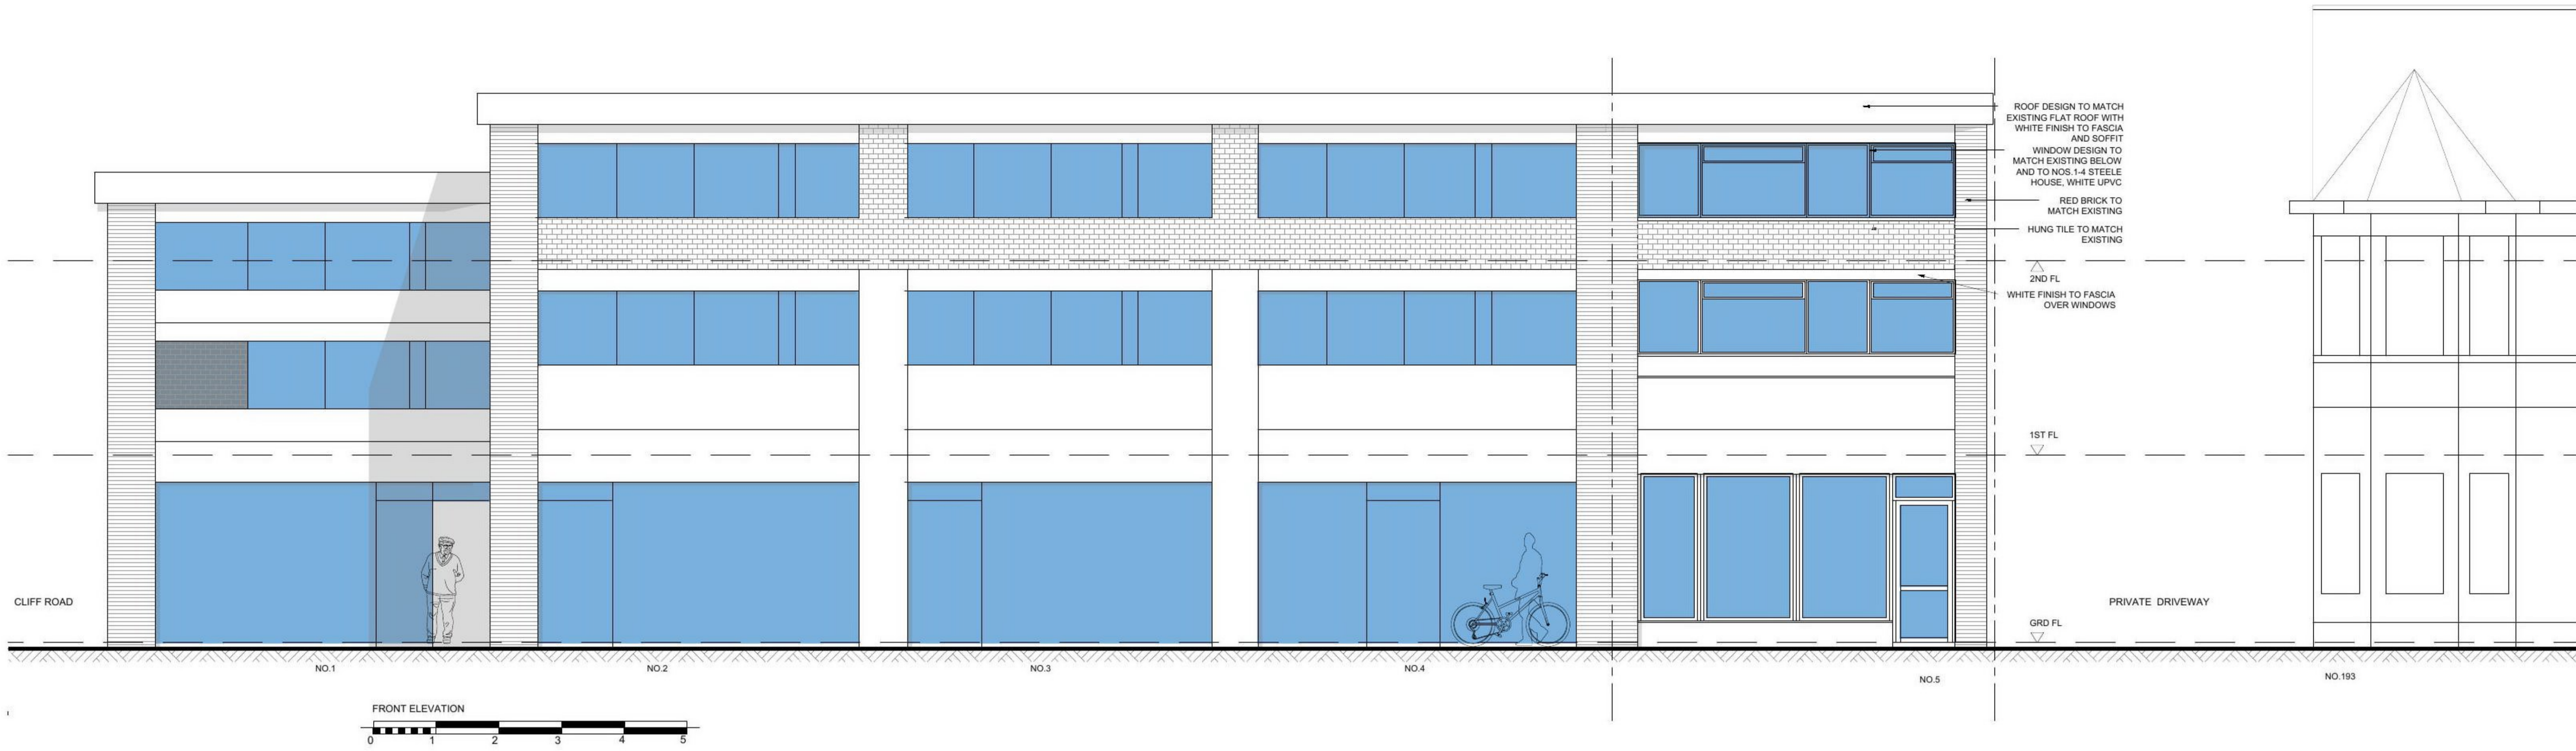 ROOF DESIGN TO MATCH
EXISTING FLAT ROOF WITH
WHITE FINISH TO FASCIA
AND SOFFIT
WINDOW DESIGN TO
MATCH EXISTING BELOW
AND TO NOS.1-4 STEELE
HOUSE, WHITE UPVC
RED BRICK TO
MATCH EXISTING
HUNG TILE TO MATCH
EXISTING
2ND FL
WHITE FINISH TO FASCIA
OVER WINDOWS
1ST FL
CLIFF ROAD
PRIVATE DRIVEWAY
GRD FL
NO.1
NO.2
NO.3
NO.4
NO.5
NO.193
FRONT ELEVATION
0 1 2 3 4 5